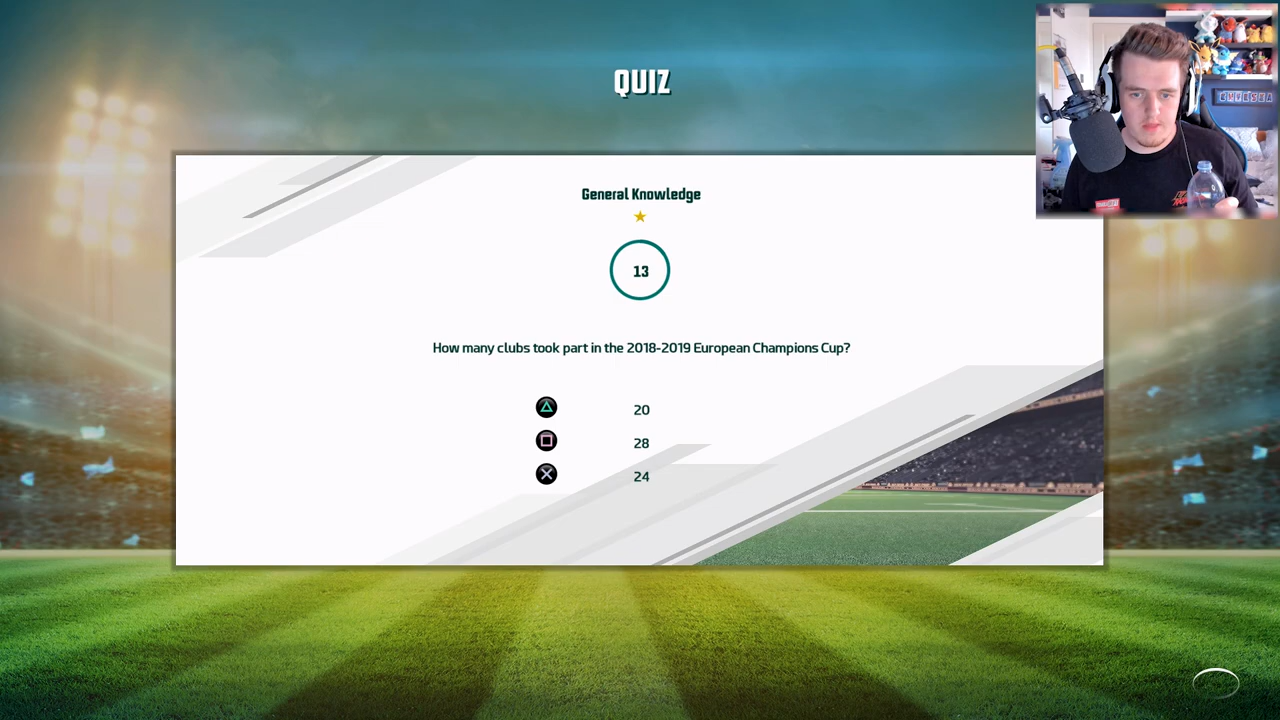 QUIZ
General Knowledge
13
How many clubs took part in the 2018-2019 European Champions Cup?
20
28
24